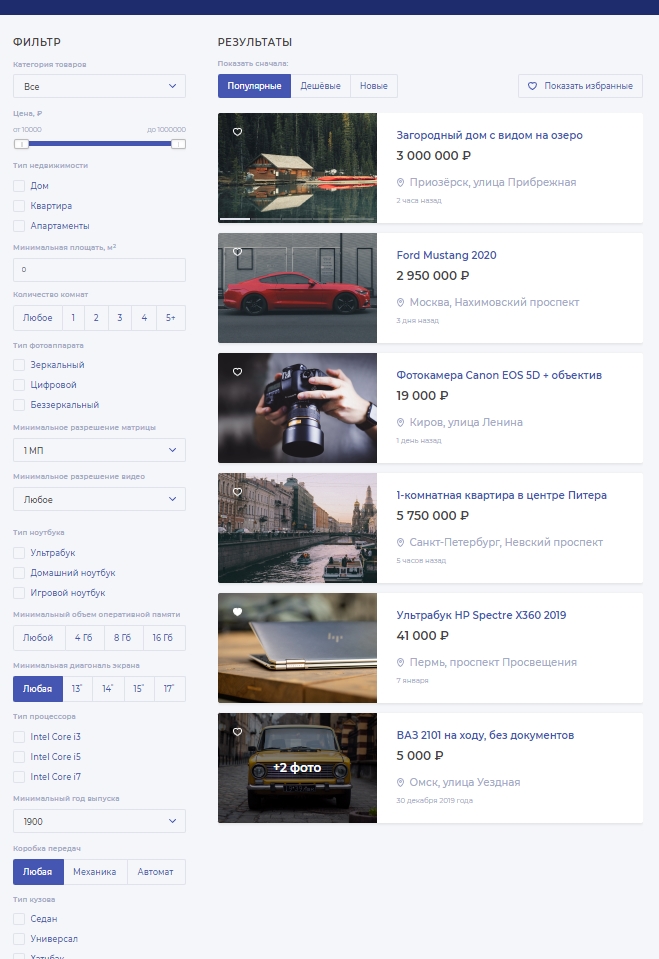 ФИЛЬТР
Категория товаров
Все
Цена, ₽
от 10000
до 1000000
Тип недвижимости
Дом
Квартира
Апартаменты
Минимальная площать, м²
0
Количество комнат
Любое 1 2 3 4 5+
Тип фотоаппарата
Зеркальный
Цифровой
Беззеркальный
Минимальное разрешение матрицы
1 МП
Минимальное разрешение видео
Любое
Тип ноутбука
Ультрабук
Домашний ноутбук
Игровой ноутбук
Минимальный объем оперативной памяти
Любой 4 Гб 8 Гб 16 Гб
Минимальная диагональ экрана
Любая 13" 14" 15" 17"
Тип процессора
Intel Core i3
Intel Core i5
Intel Core i7
Минимальный год выпуска
1900
Коробка передач
Любая Механика Автомат
Тип кузова
Седан
Универсал
Хэтчбэк
РЕЗУЛЬТАТЫ
Показать сначала:
Популярные Дешёвые Новые
Показать избранные
Загородный дом с видом на озеро
3 000 000 ₽
Приозёрск, улица Прибрежная
2 часа назад
Ford Mustang 2020
2 950 000 ₽
Москва, Нахимовский проспект
3 дня назад
Фотокамера Canon EOS 5D + объектив
19 000 ₽
Киров, улица Ленина
1 день назад
1-комнатная квартира в центре Питера
5 750 000 ₽
Санкт-Петербург, Невский проспект
5 часов назад
hp
Ультрабук HP Spectre X360 2019
41 000 ₽
Пермь, проспект Просвещения
7 января
+2 фото
ВАЗ 2101 на ходу, без документов
5 000 ₽
Омск, улица Уездная
30 декабря 2019 года